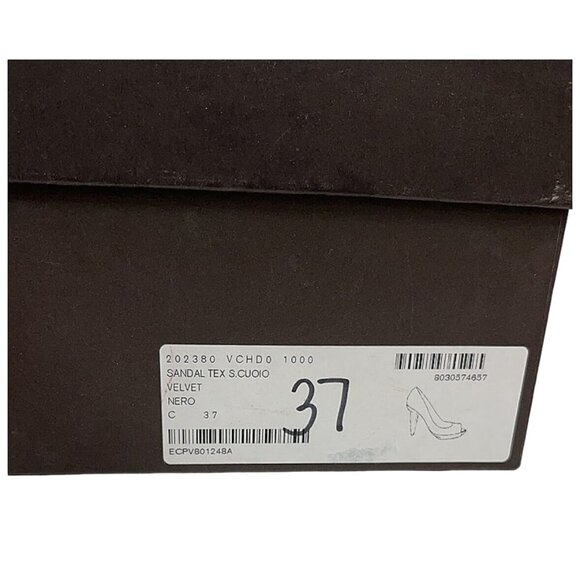 202380 VCHD0 1000
SANDAL TEX S.CUOIO
VELVET
NERO
C 37
ECPV801248A
37
8030574657